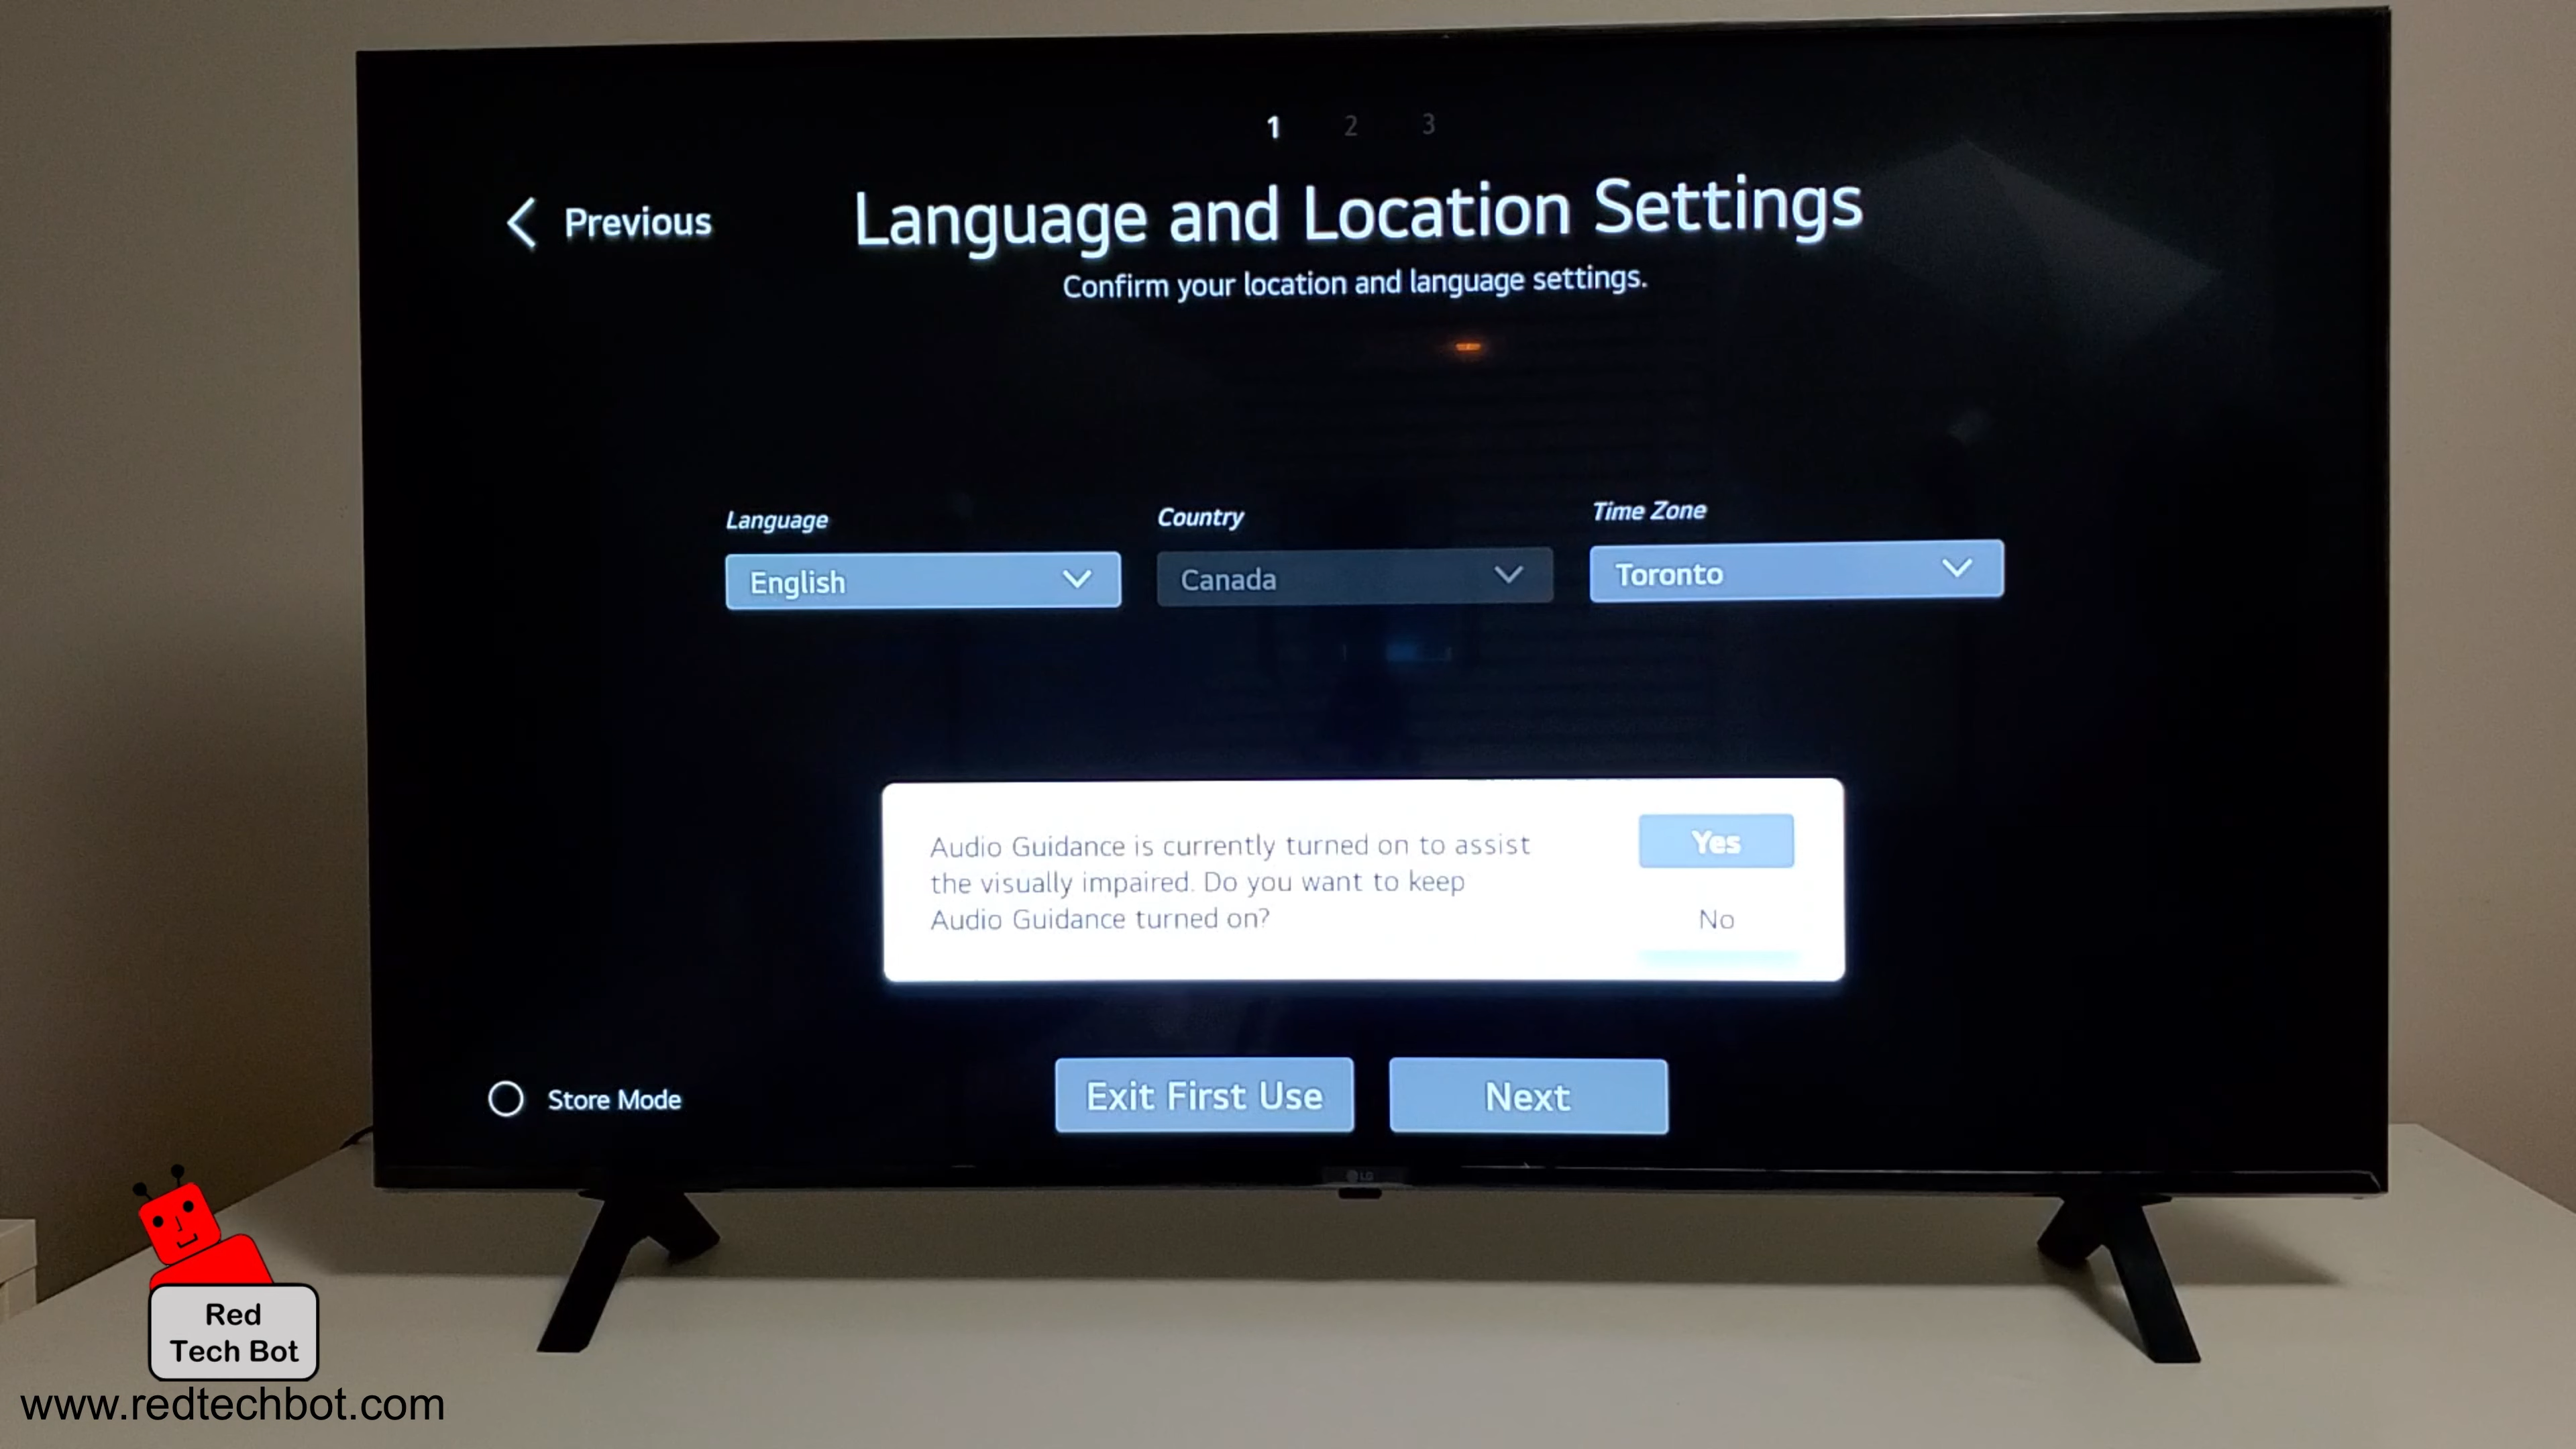 1 2 3
Previous
Language and Location Settings
Confirm your location and language settings.
Language
Country
Time Zone
English
Canada
Toronto
Audio Guidance is currently turned on to assist
the visually impaired. Do you want to keep
Audio Guidance turned on?
Yes
No
Store Mode
Exit First Use
Next
LG
Red
Tech Bot
www.redtechbot.com